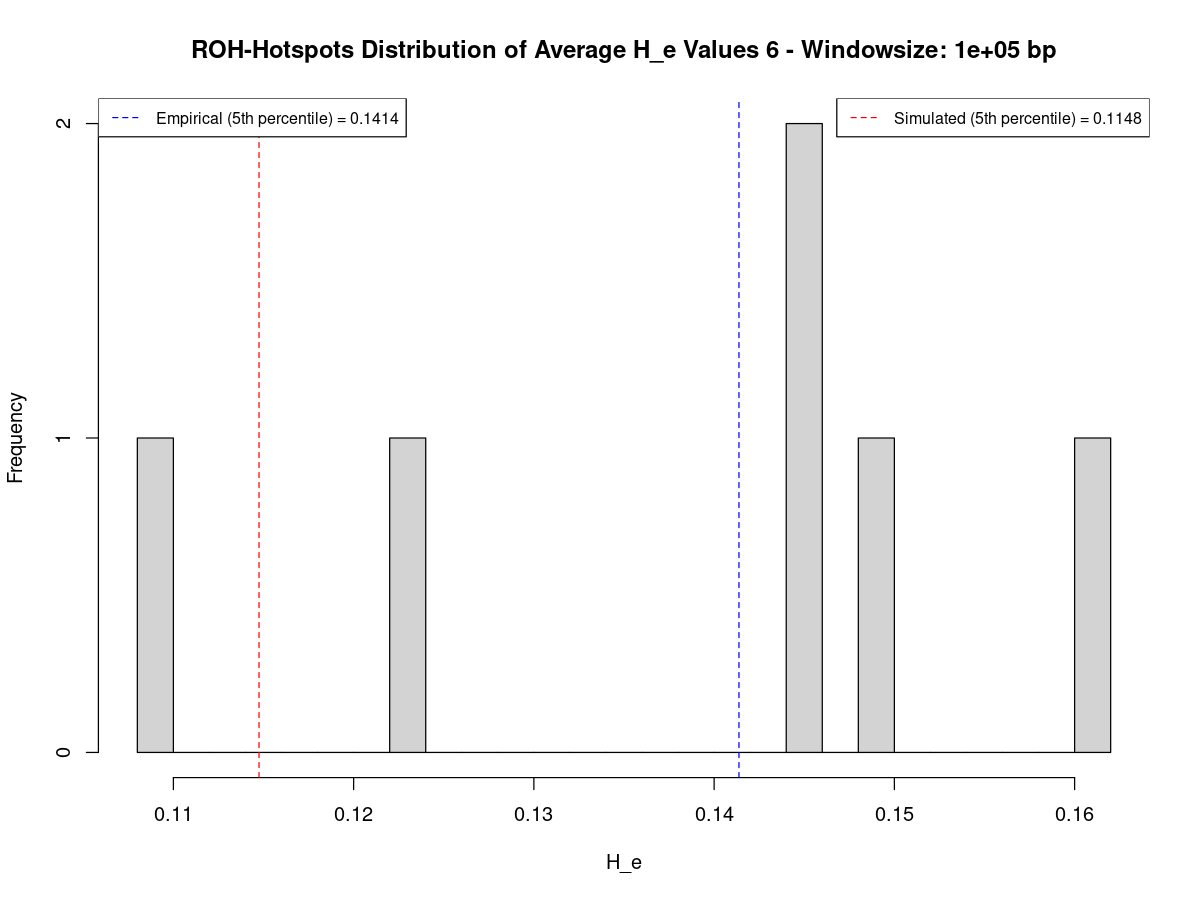 ROH-Hotspots Distribution of Average H_e Values 6 - Windowsize: 1e+05 bp
Empirical (5th percentile) = 0.1414
Simulated (5th percentile) = 0.1148
2
1
0
Frequency
0.11 0.12 0.13 0.14 0.15 0.16
H_e